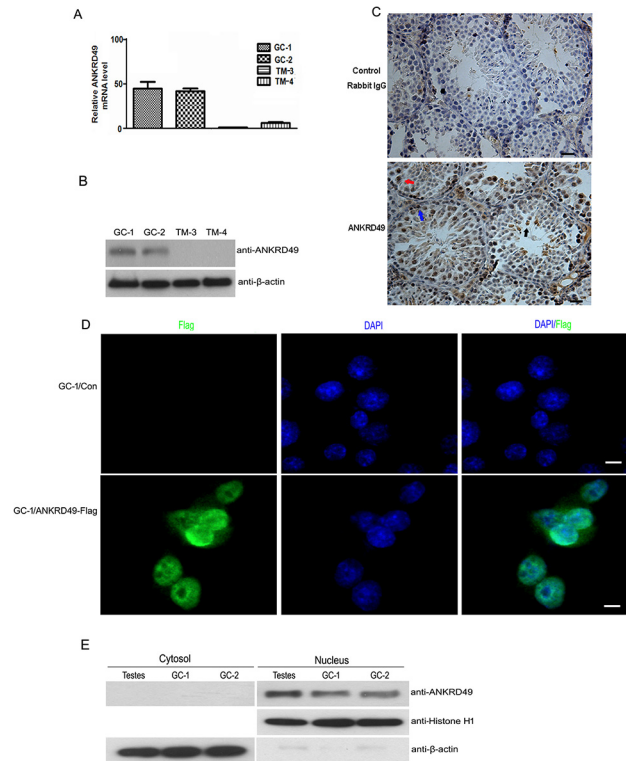 A
Relative ANKRD49
mRNA level
100
50
0
GC-1
GC-2
TM-3
TM-4
B
GC-1 GC-2 TM-3 TM-4
anti-ANKRD49
anti-β-actin
C
Control
Rabbit IgG
ANKRD49
D
Flag
DAPI
DAPI/Flag
GC-1/Con
GC-1/ANKRD49-Flag
E
Cytosol
Nucleus
Testes GC-1 GC-2
Testes GC-1 GC-2
anti-ANKRD49
anti-Histone H1
anti-β-actin